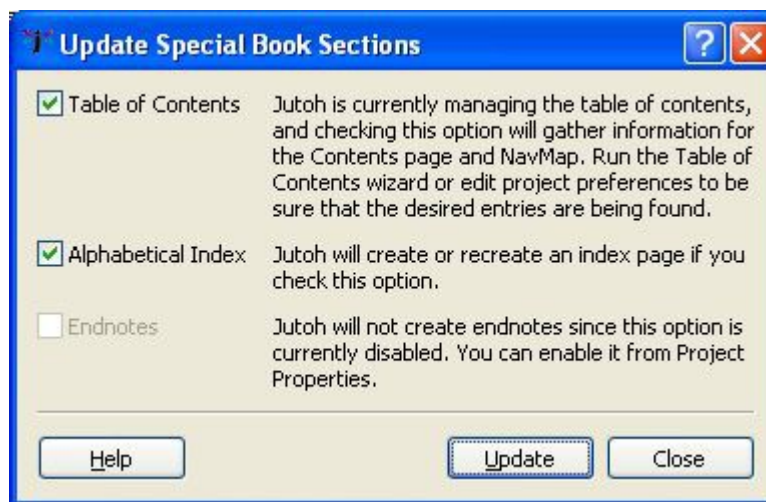 Update Special Book Sections
Table of Contents
Jutoh is currently managing the table of contents,
and checking this option will gather information for
the Contents page and NavMap. Run the Table of
Contents wizard or edit project preferences to be
sure that the desired entries are being found.
Alphabetical Index
Jutoh will create or recreate an index page if you
check this option.
Endnotes
Jutoh will not create endnotes since this option is
currently disabled. You can enable it from Project
Properties.
Help
Update
Close